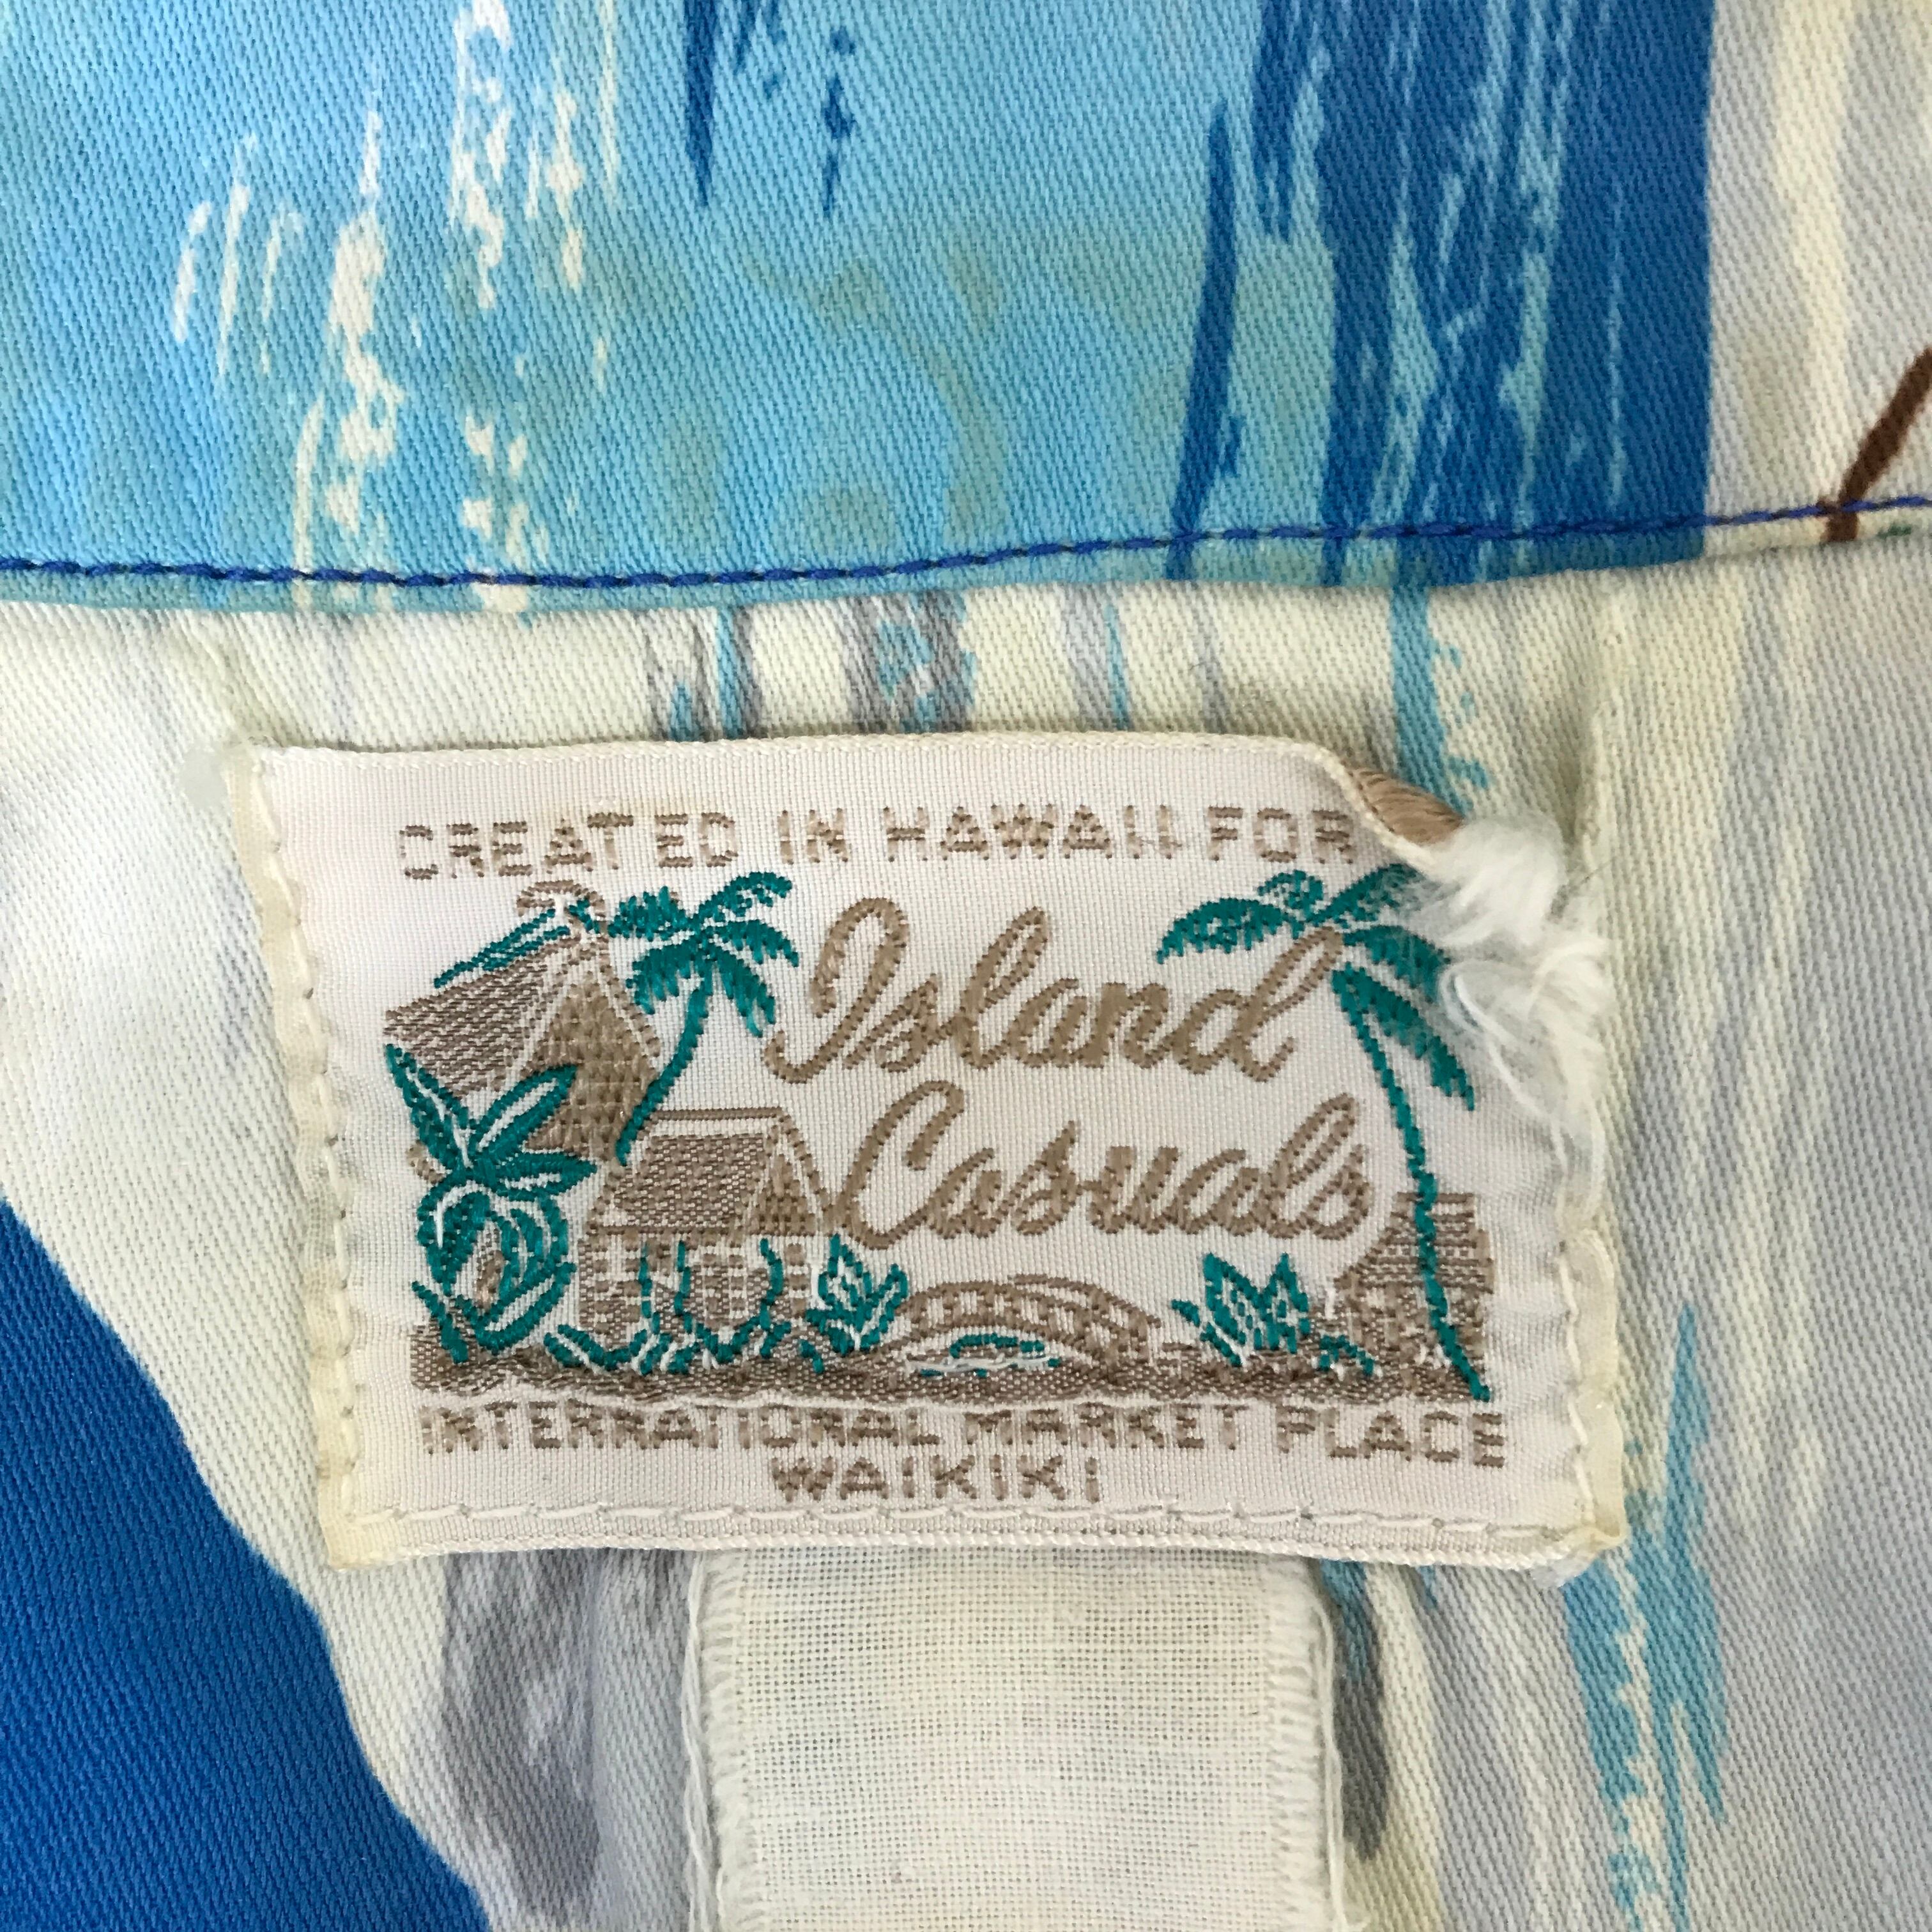 CREATED IN HAWAII FOR
Island
Casuals
INTERNATIONAL MARKET PLACE
WAIKIKI